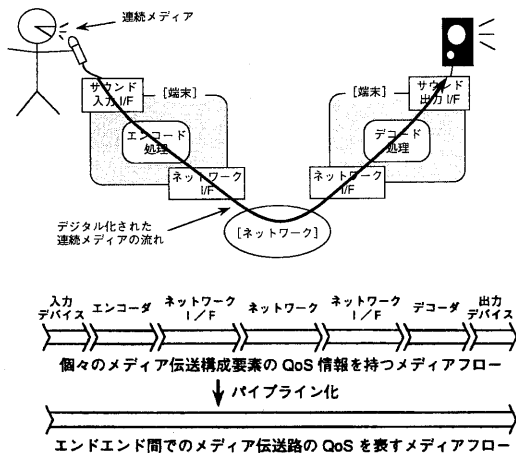 連続メディア
サウンド
入力 I/F
[端末]
エンコード
処理
ネットワーク
I/F
[端末]
サウンド
出力 I/F
デコード
処理
ネットワーク
I/F
デジタル化された
連続メディアの流れ
[ネットワーク]
入力
デバイス
エンコーダ
ネットワーク
I/F
ネットワーク
ネットワーク
I/F
デコーダ
出力
デバイス
個々のメディア伝送構成要素の QoS 情報を持つメディアフロー
パイプライン化
エンドエンド間でのメディア伝送路の QoS を表すメディアフロー